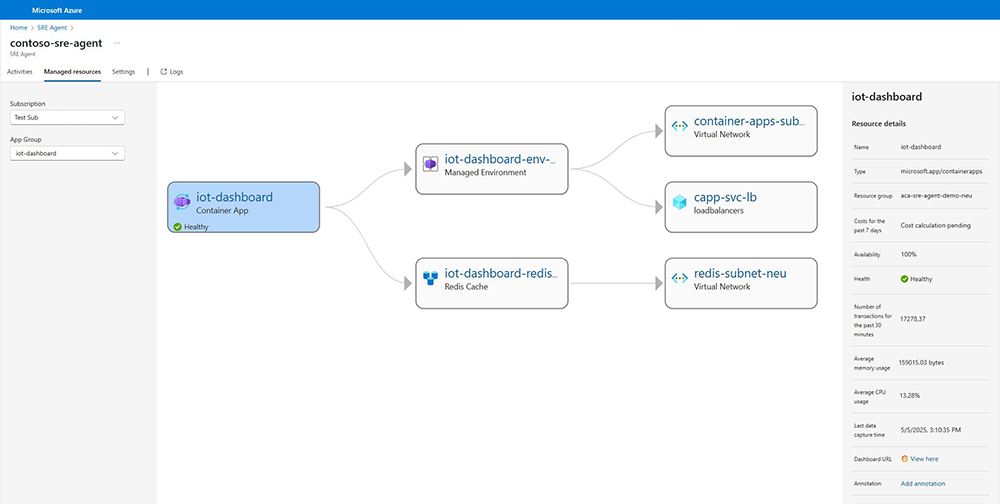 Microsoft Azure
Home > SRE Agent >
contoso-sre-agent ...
SRE Agent
Activities Managed resources Settings | Logs
Subscription
Test Sub
App Group
iot-dashboard
iot-dashboard
Container App
Healthy
iot-dashboard-env-...
Managed Environment
iot-dashboard-redis...
Redis Cache
container-apps-sub...
Virtual Network
capp-svc-lb
loadbalancers
redis-subnet-neu
Virtual Network
iot-dashboard
Resource details
Name iot-dashboard
Type microsoft.app/containerapps
Resource group aca-sre-agent-demo-neu
Costs for the
past 7 days
Cost calculation pending
Availability 100%
Health Healthy
Number of
transactions for
the past 30
minutes
17278.37
Average
memory usage
159015.03 bytes
Average CPU
usage
13.28%
Last data
capture time
5/5/2025, 3:10:35 PM
Dashboard URL View here
Annotation Add annotation